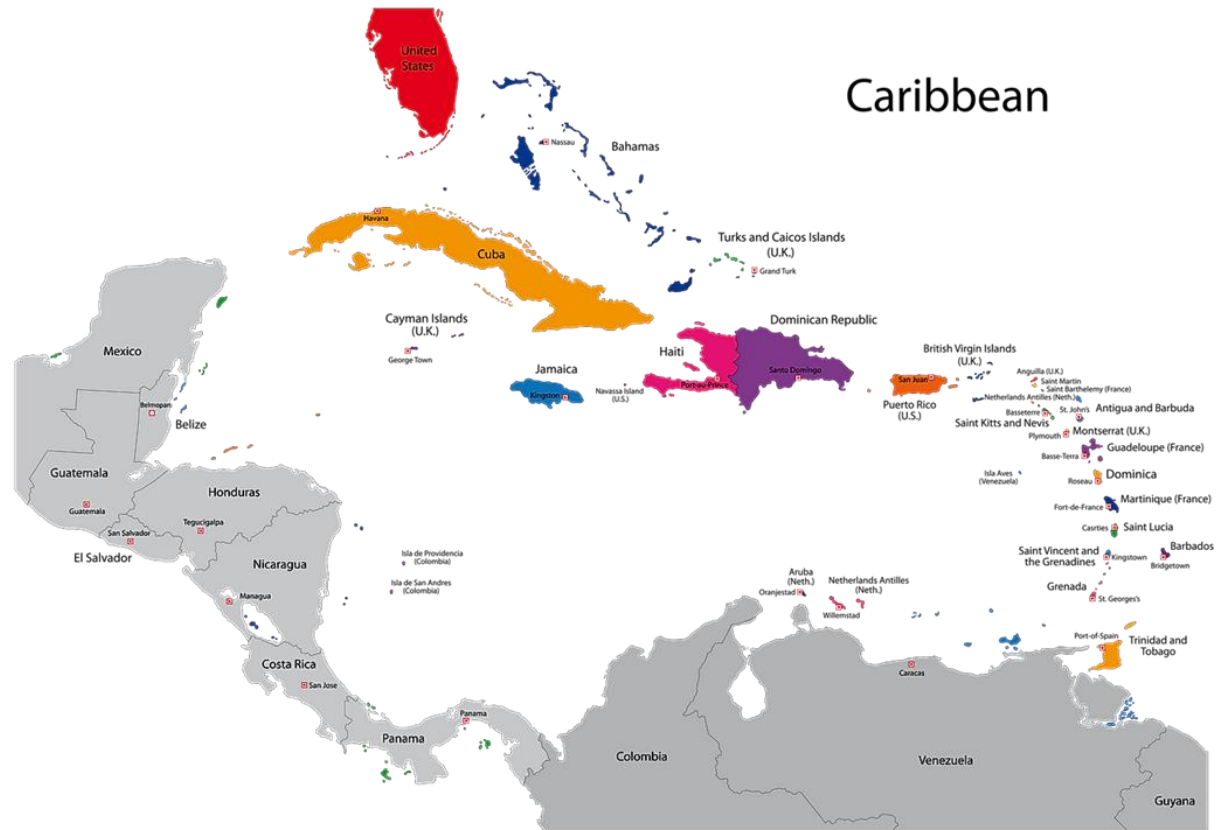 United
States
Caribbean
Nassau
Bahamas
Havana
Cuba
Turks and Caicos Islands
(U.K.)
Grand Turk
Cayman Islands
(U.K.)
George Town
Dominican Republic
Haiti
Port-au-Prince
Santo Domingo
Jamaica
Kingston
Navassa Island
(U.S.)
British Virgin Islands
(U.K.)
San Juan
Puerto Rico
(U.S.)
Anguilla (U.K.)
Saint Martin
Saint Barthelemy (France)
Netherlands Antilles (Neth.)
Basseterre
St. John's
Antigua and Barbuda
Saint Kitts and Nevis
Plymouth
Montserrat (U.K.)
Guadeloupe (France)
Basse-Terra
Isla Aves
(Venezuela)
Dominica
Roseau
Martinique (France)
Fort-de-France
Casrties
Saint Lucia
Saint Vincent and
the Grenadines
Kingstown
Barbados
Bridgetown
Grenada
St. Georges's
Mexico
Belmopan
Belize
Guatemala
Guatemala
Honduras
Tegucigalpa
San Salvador
El Salvador
Nicaragua
Managua
Isla de Providencia
(Colombia)
Isla de San Andres
(Colombia)
Aruba
(Neth.)
Oranjestad
Netherlands Antilles
(Neth.)
Willemstad
Port-of-Spain
Trinidad and
Tobago
Costa Rica
San Jose
Panama
Panama
Caracas
Colombia
Venezuela
Guyana